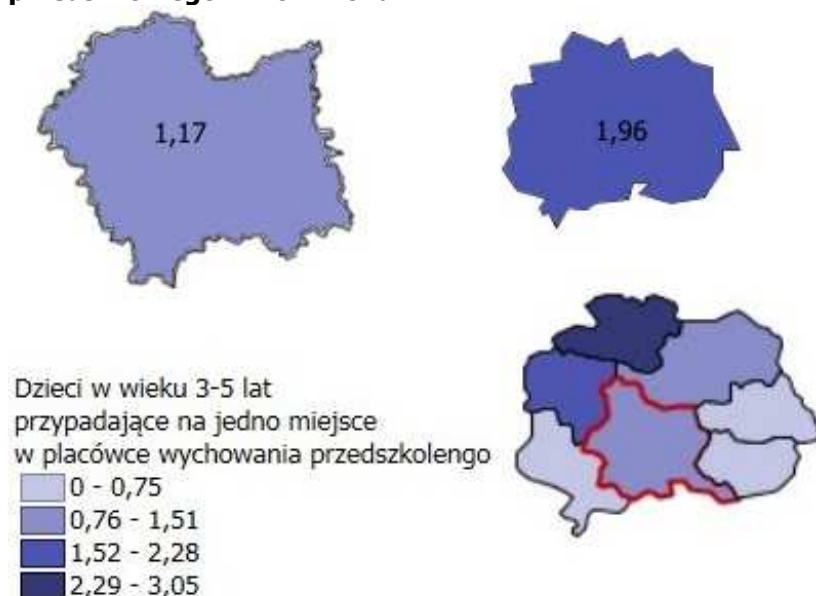 1,17
1,96
Dzieci w wieku 3-5 lat
przypadające na jedno miejsce
w placówce wychowania przedszkolengo
0 - 0,75
0,76 - 1,51
1,52 - 2,28
2,29 - 3,05